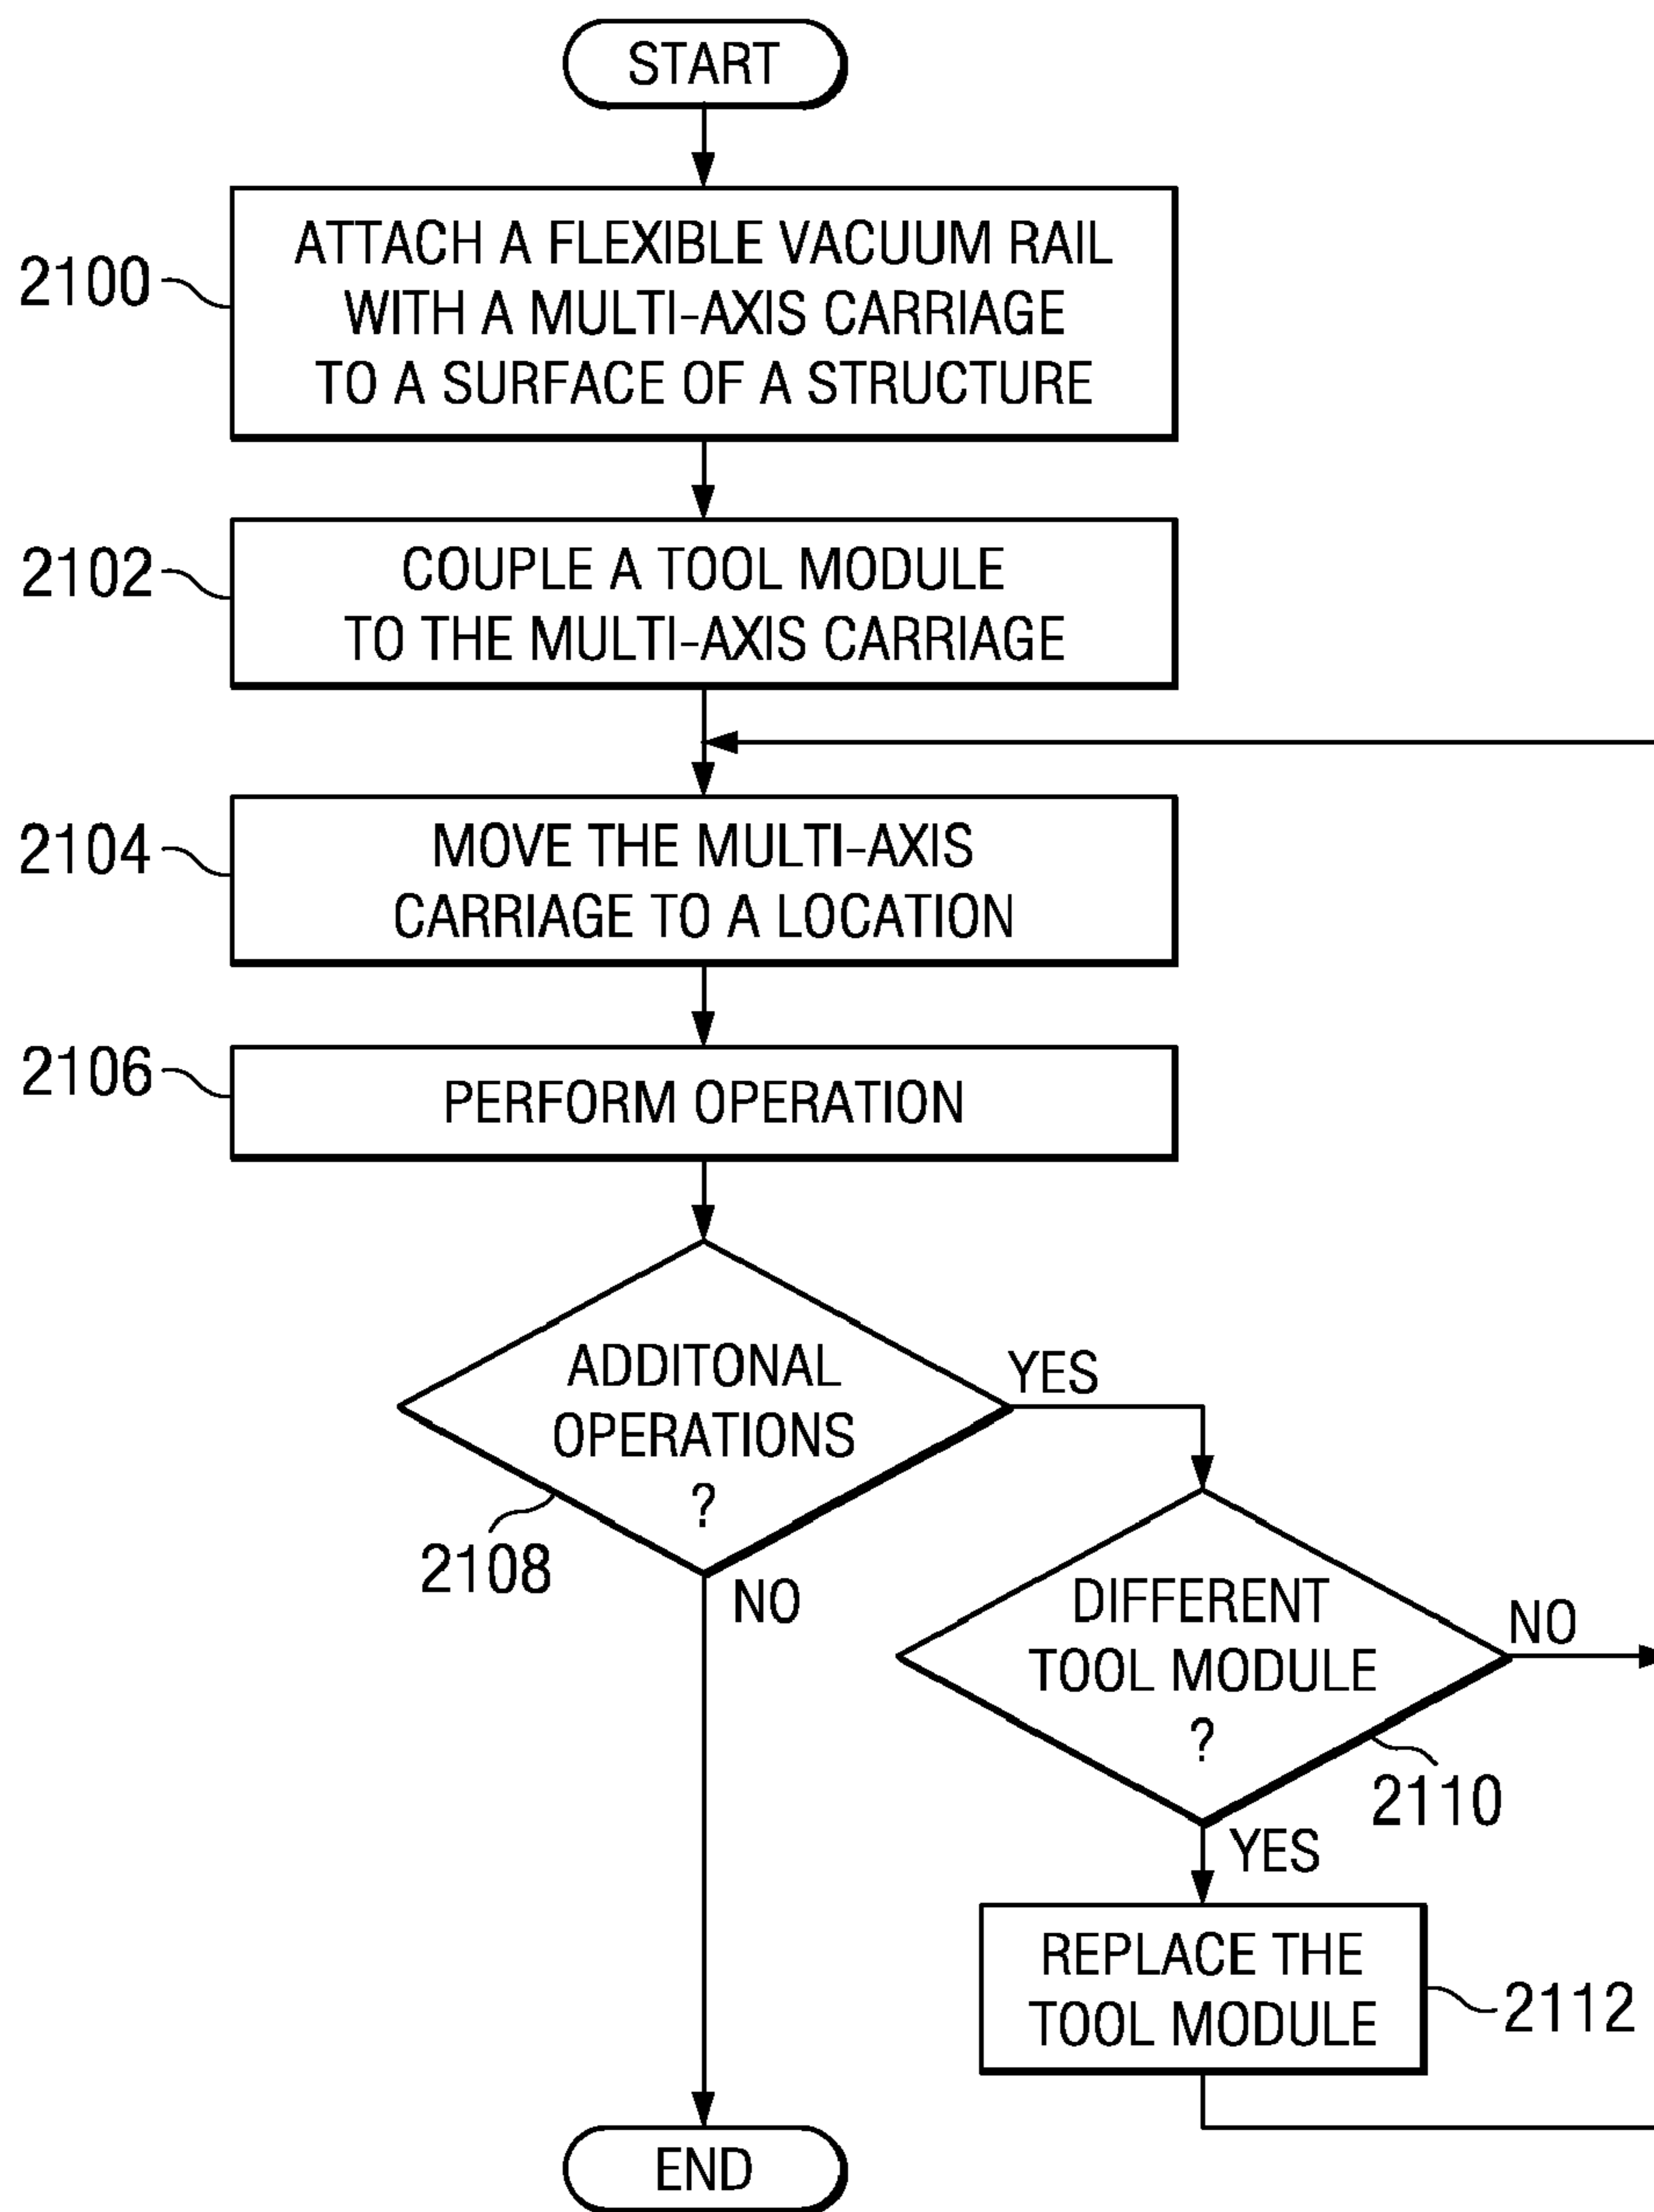 START
2100
ATTACH A FLEXIBLE VACUUM RAIL
WITH A MULTI-AXIS CARRIAGE
TO A SURFACE OF A STRUCTURE
2102
COUPLE A TOOL MODULE
TO THE MULTI-AXIS CARRIAGE
2104
MOVE THE MULTI-AXIS
CARRIAGE TO A LOCATION
2106
PERFORM OPERATION
ADDITONAL
OPERATIONS
?
YES
2108
NO
DIFFERENT
TOOL MODULE
?
NO
2110
YES
REPLACE THE
TOOL MODULE
2112
END